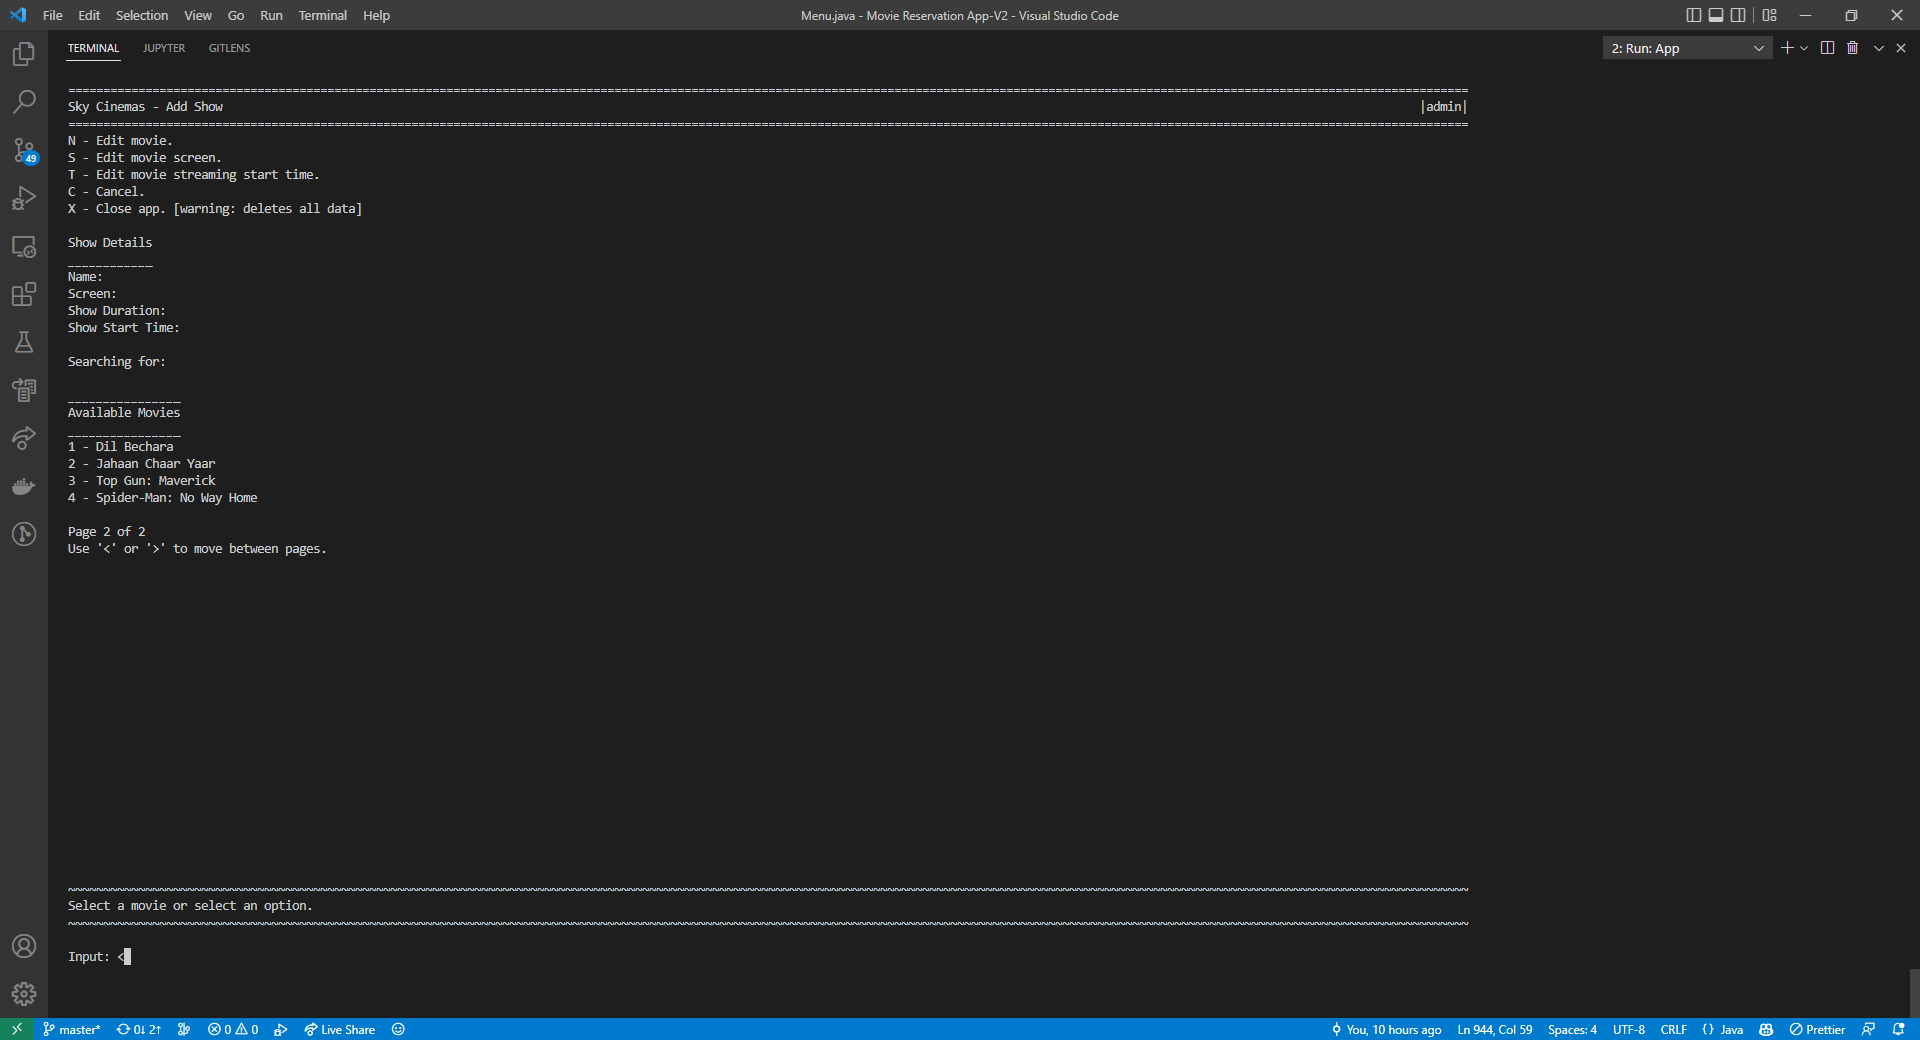 File Edit Selection View Go Run Terminal Help
Menu.java - Movie Reservation App-V2 - Visual Studio Code
TERMINAL JUPYTER GITLENS
2: Run: App
================================================================================
Sky Cinemas - Add Show |admin|
================================================================================
N - Edit movie.
S - Edit movie screen.
T - Edit movie streaming start time.
C - Cancel.
X - Close app. [warning: deletes all data]
Show Details
____________
Name:
Screen:
Show Duration:
Show Start Time:
Searching for:
________________
Available Movies
________________
1 - Dil Bechara
2 - Jahaan Chaar Yaar
3 - Top Gun: Maverick
4 - Spider-Man: No Way Home
Page 2 of 2
Use '<' or '>' to move between pages.
~~~~~~~~~~~~~~~~~~~~~~~~~~~~~~~~~~~~~~~~~~~~~~~~~~~~~~~~~~~~~~~~~~~~~~~~~~~~~~~~
Select a movie or select an option.
~~~~~~~~~~~~~~~~~~~~~~~~~~~~~~~~~~~~~~~~~~~~~~~~~~~~~~~~~~~~~~~~~~~~~~~~~~~~~~~~
Input: <
49
master* 0↓ 2↑ 0 0 Live Share
You, 10 hours ago Ln 944, Col 59 Spaces: 4 UTF-8 CRLF {} Java Prettier